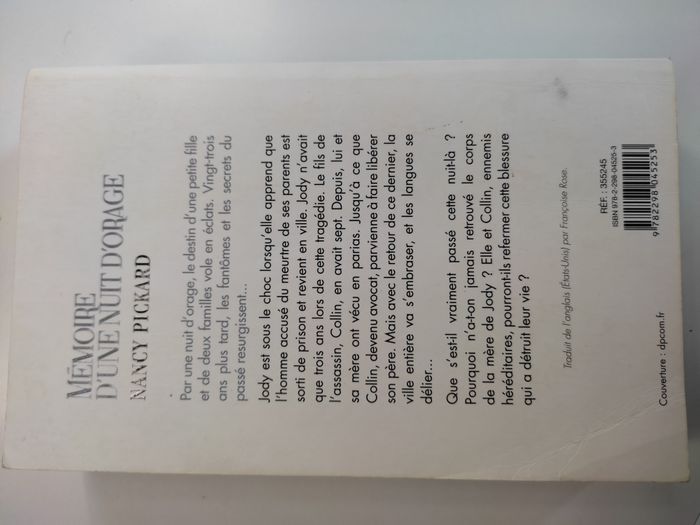 MÉMOIRE
D'UNE NUIT D'ORAGE
NANCY PICKARD
Par une nuit d'orage, le destin d'une petite fille
et de deux familles vole en éclats. Vingt-trois
ans plus tard, les fantômes et les secrets du
passé resurgissent...
Jody est sous le choc lorsqu'elle apprend que
l'homme accusé du meurtre de ses parents est
sorti de prison et revient en ville. Jody n'avait
que trois ans lors de cette tragédie. Le fils de
l'assassin, Collin, en avait sept. Depuis, lui et
sa mère ont vécu en parias. Jusqu'à ce que
Collin, devenu avocat, parvienne à faire libérer
son père. Mais avec le retour de ce dernier, la
ville entière va s'embraser, et les langues se
délier...
Que s'est-il vraiment passé cette nuit-là ?
Pourquoi n'a-t-on jamais retrouvé le corps
de la mère de Jody ? Elle et Collin, ennemis
héréditaires, pourront-ils refermer cette blessure
qui a détruit leur vie ?
Traduit de l'anglais (États-Unis) par Françoise Rose.
RÉF. : 355245
ISBN 978-2-298-04525-3
9 782298 045253
Couverture : dpcom.fr